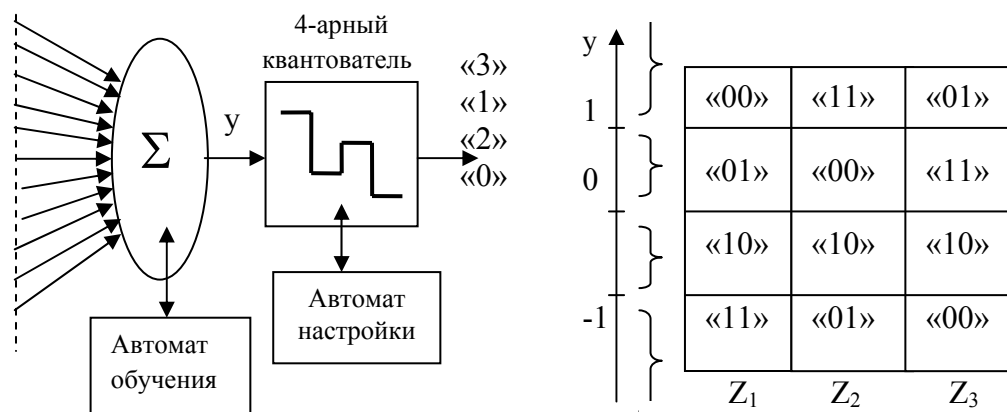 4-арный
квантователь
Σ
y
«3»
«1»
«2»
«0»
Автомат
обучения
Автомат
настройки
y
1
0
-1
«00» «11» «01»
«01» «00» «11»
«10» «10» «10»
«11» «01» «00»
Z1 Z2 Z3